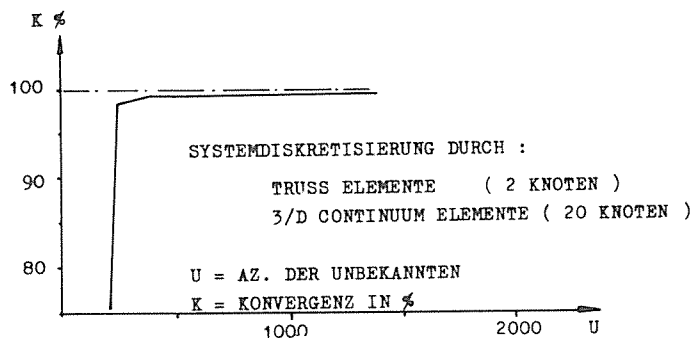 K %
100
90
80
SYSTEMDISKRETISIERUNG DURCH :
TRUSS ELEMENTE ( 2 KNOTEN )
3/D CONTINUUM ELEMENTE ( 20 KNOTEN )
U = AZ. DER UNBEKANNTEN
K = KONVERGENZ IN %
1000
2000
U